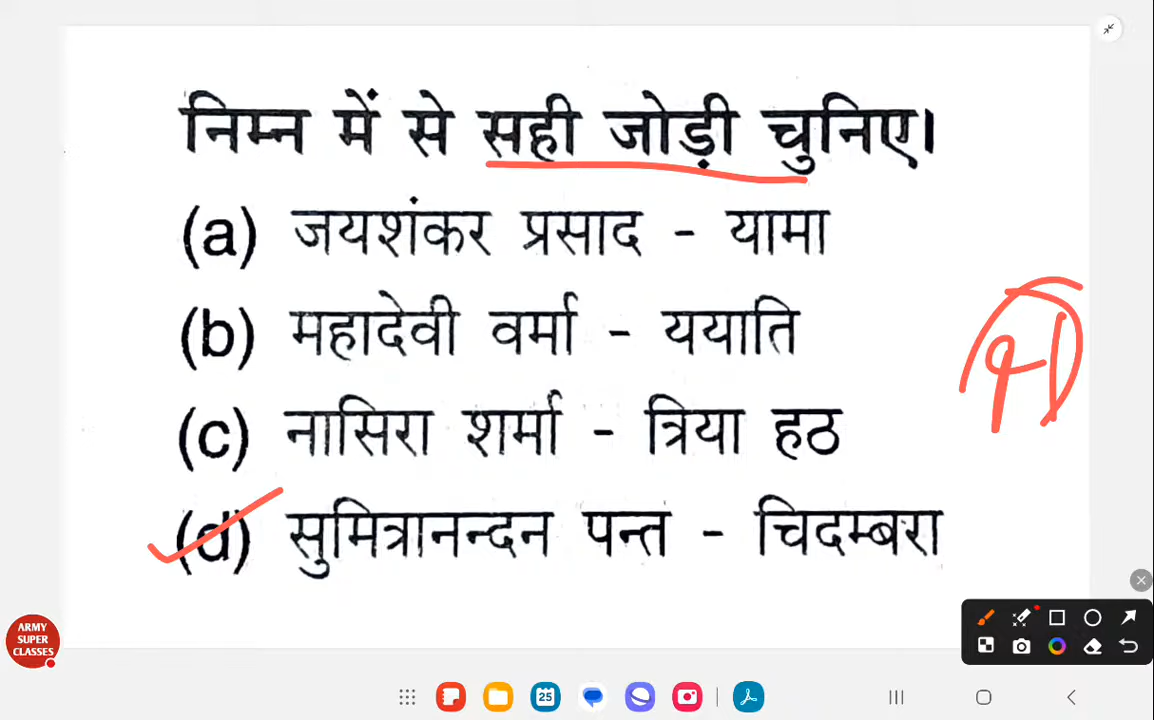 निम्न में से सही जोड़ी चुनिए।
(a) जयशंकर प्रसाद - यामा
(b) महादेवी वर्मा - ययाति
(c) नासिरा शर्मा - त्रिया हठ
(d) सुमित्रानन्दन पन्त - चिदम्बरा
ARMY
SUPER
CLASSES
25